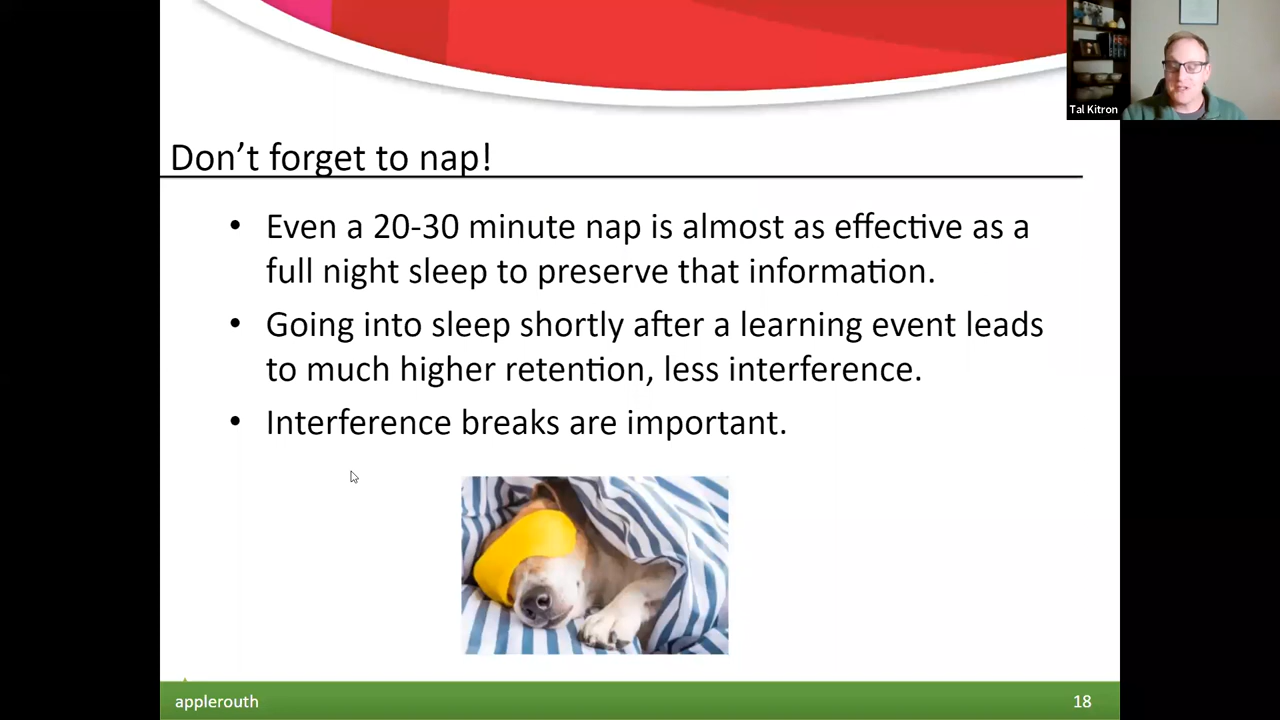 Tal Kitron
Don’t forget to nap!
• Even a 20-30 minute nap is almost as effective as a
full night sleep to preserve that information.
• Going into sleep shortly after a learning event leads
to much higher retention, less interference.
• Interference breaks are important.
applerouth
18